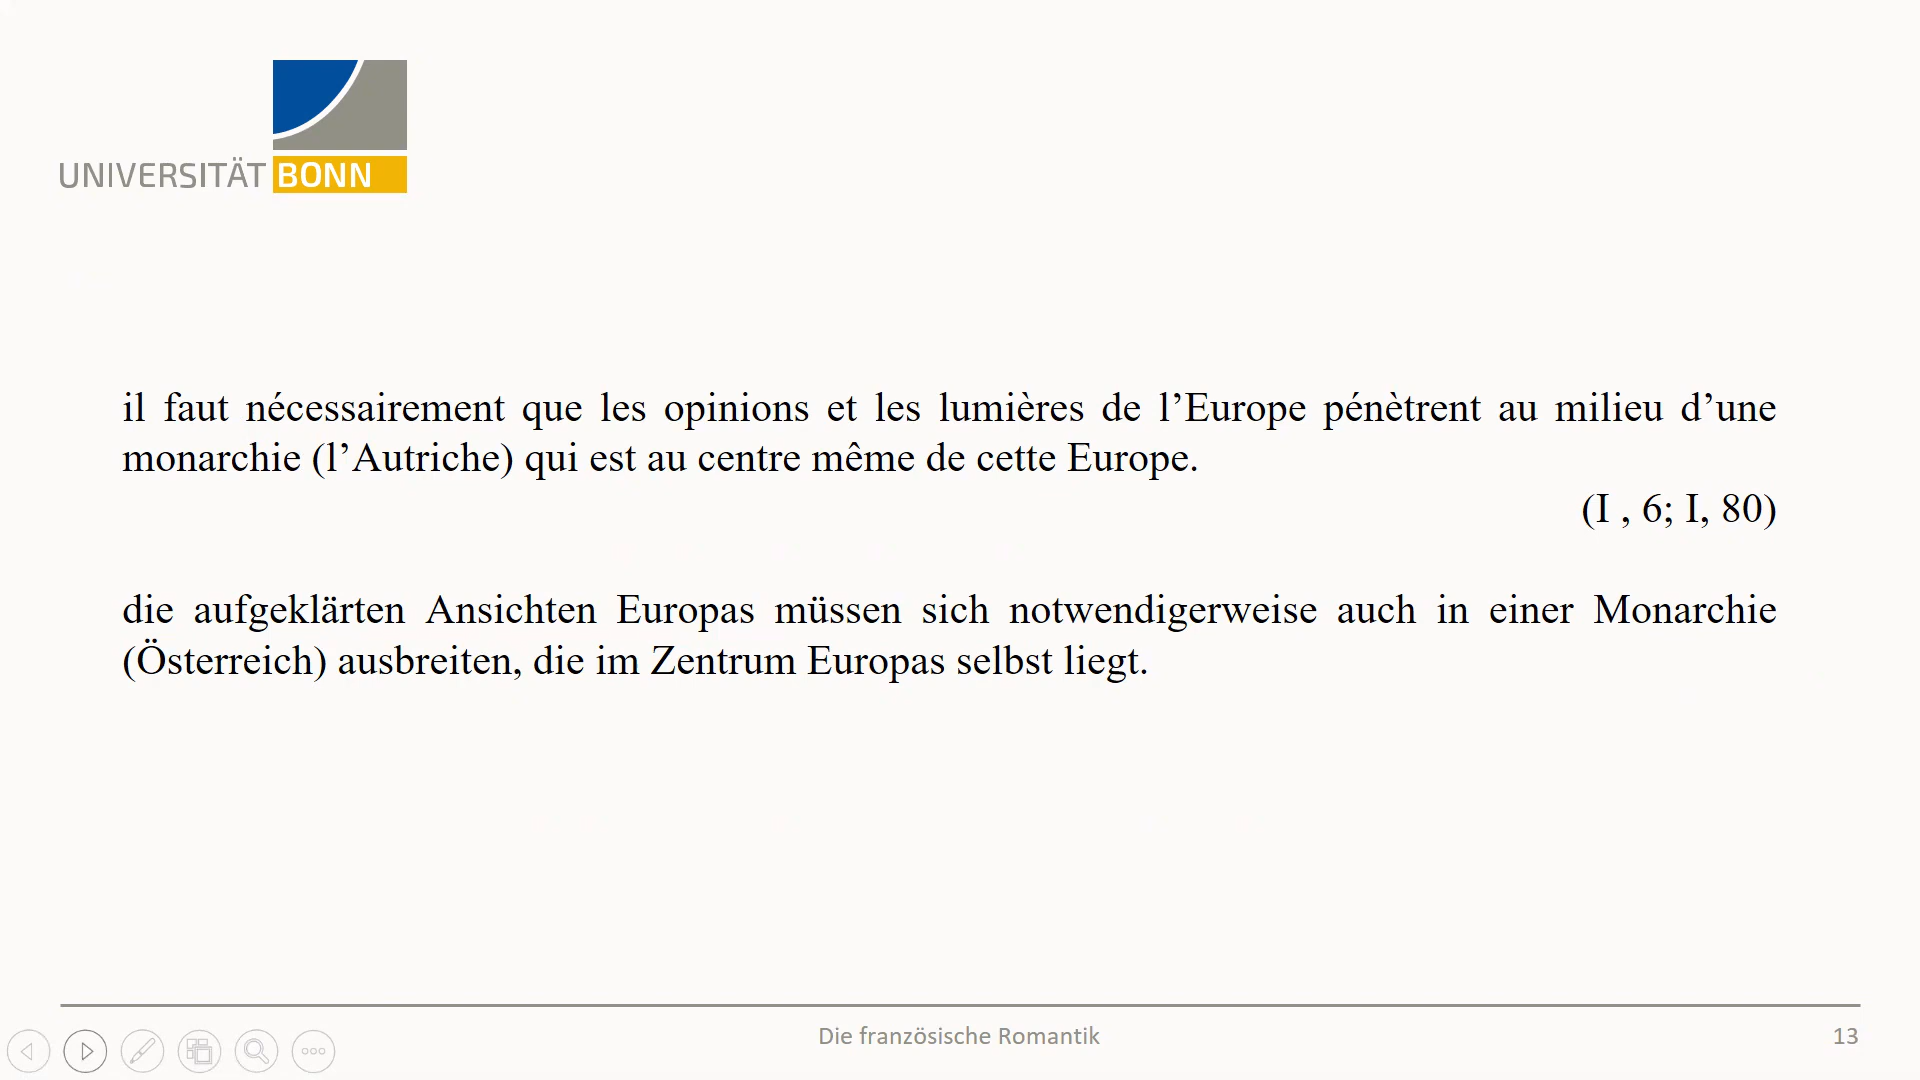 UNIVERSITÄT BONN
il faut nécessairement que les opinions et les lumières de l’Europe pénètrent au milieu d’une
monarchie (l’Autriche) qui est au centre même de cette Europe.
(I , 6; I, 80)
die aufgeklärten Ansichten Europas müssen sich notwendigerweise auch in einer Monarchie
(Österreich) ausbreiten, die im Zentrum Europas selbst liegt.
Die französische Romantik
13